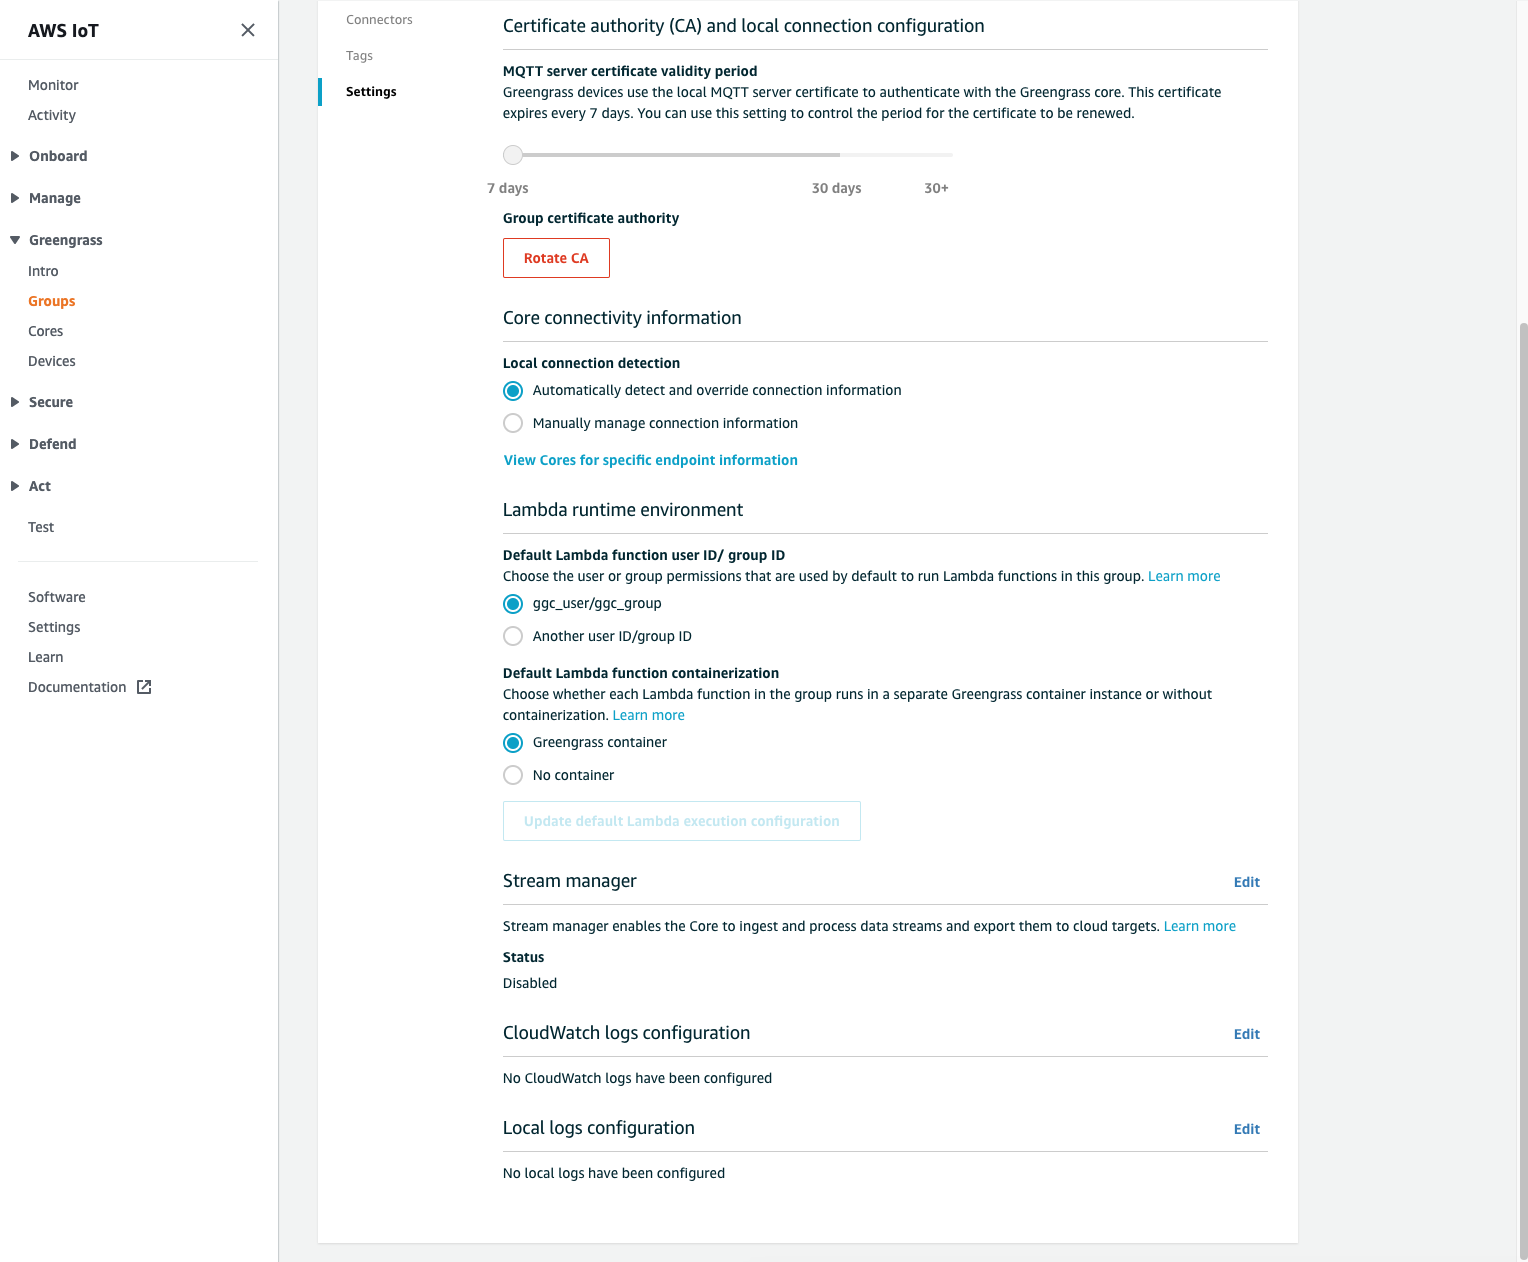 AWS IoT
Monitor
Activity
Onboard
Manage
Greengrass
Intro
Groups
Cores
Devices
Secure
Defend
Act
Test
Software
Settings
Learn
Documentation
Connectors
Tags
Settings
Certificate authority (CA) and local connection configuration
MQTT server certificate validity period
Greengrass devices use the local MQTT server certificate to authenticate with the Greengrass core. This certificate
expires every 7 days. You can use this setting to control the period for the certificate to be renewed.
7 days 30 days 30+
Group certificate authority
Rotate CA
Core connectivity information
Local connection detection
Automatically detect and override connection information
Manually manage connection information
View Cores for specific endpoint information
Lambda runtime environment
Default Lambda function user ID/ group ID
Choose the user or group permissions that are used by default to run Lambda functions in this group. Learn more
ggc_user/ggc_group
Another user ID/group ID
Default Lambda function containerization
Choose whether each Lambda function in the group runs in a separate Greengrass container instance or without
containerization. Learn more
Greengrass container
No container
Update default Lambda execution configuration
Stream manager Edit
Stream manager enables the Core to ingest and process data streams and export them to cloud targets. Learn more
Status
Disabled
CloudWatch logs configuration Edit
No CloudWatch logs have been configured
Local logs configuration Edit
No local logs have been configured